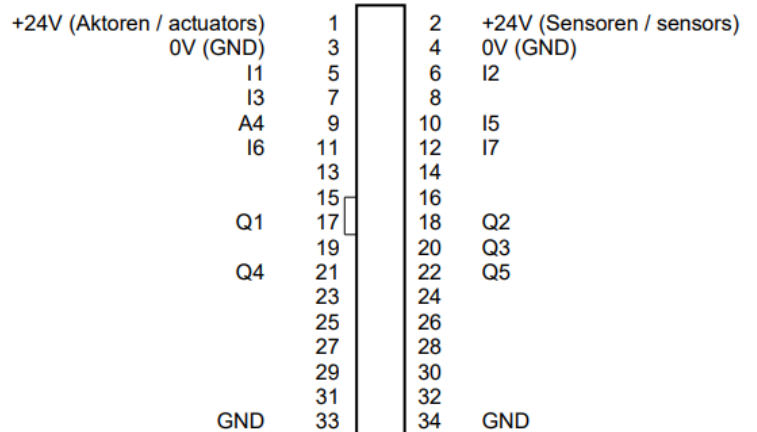 +24V (Aktoren / actuators) 1 2 +24V (Sensoren / sensors)
0V (GND) 3 4 0V (GND)
I1 5 6 I2
I3 7 8
A4 9 10 I5
I6 11 12 I7
13 14
15 16
Q1 17 18 Q2
19 20 Q3
Q4 21 22 Q5
23 24
25 26
27 28
29 30
31 32
GND 33 34 GND